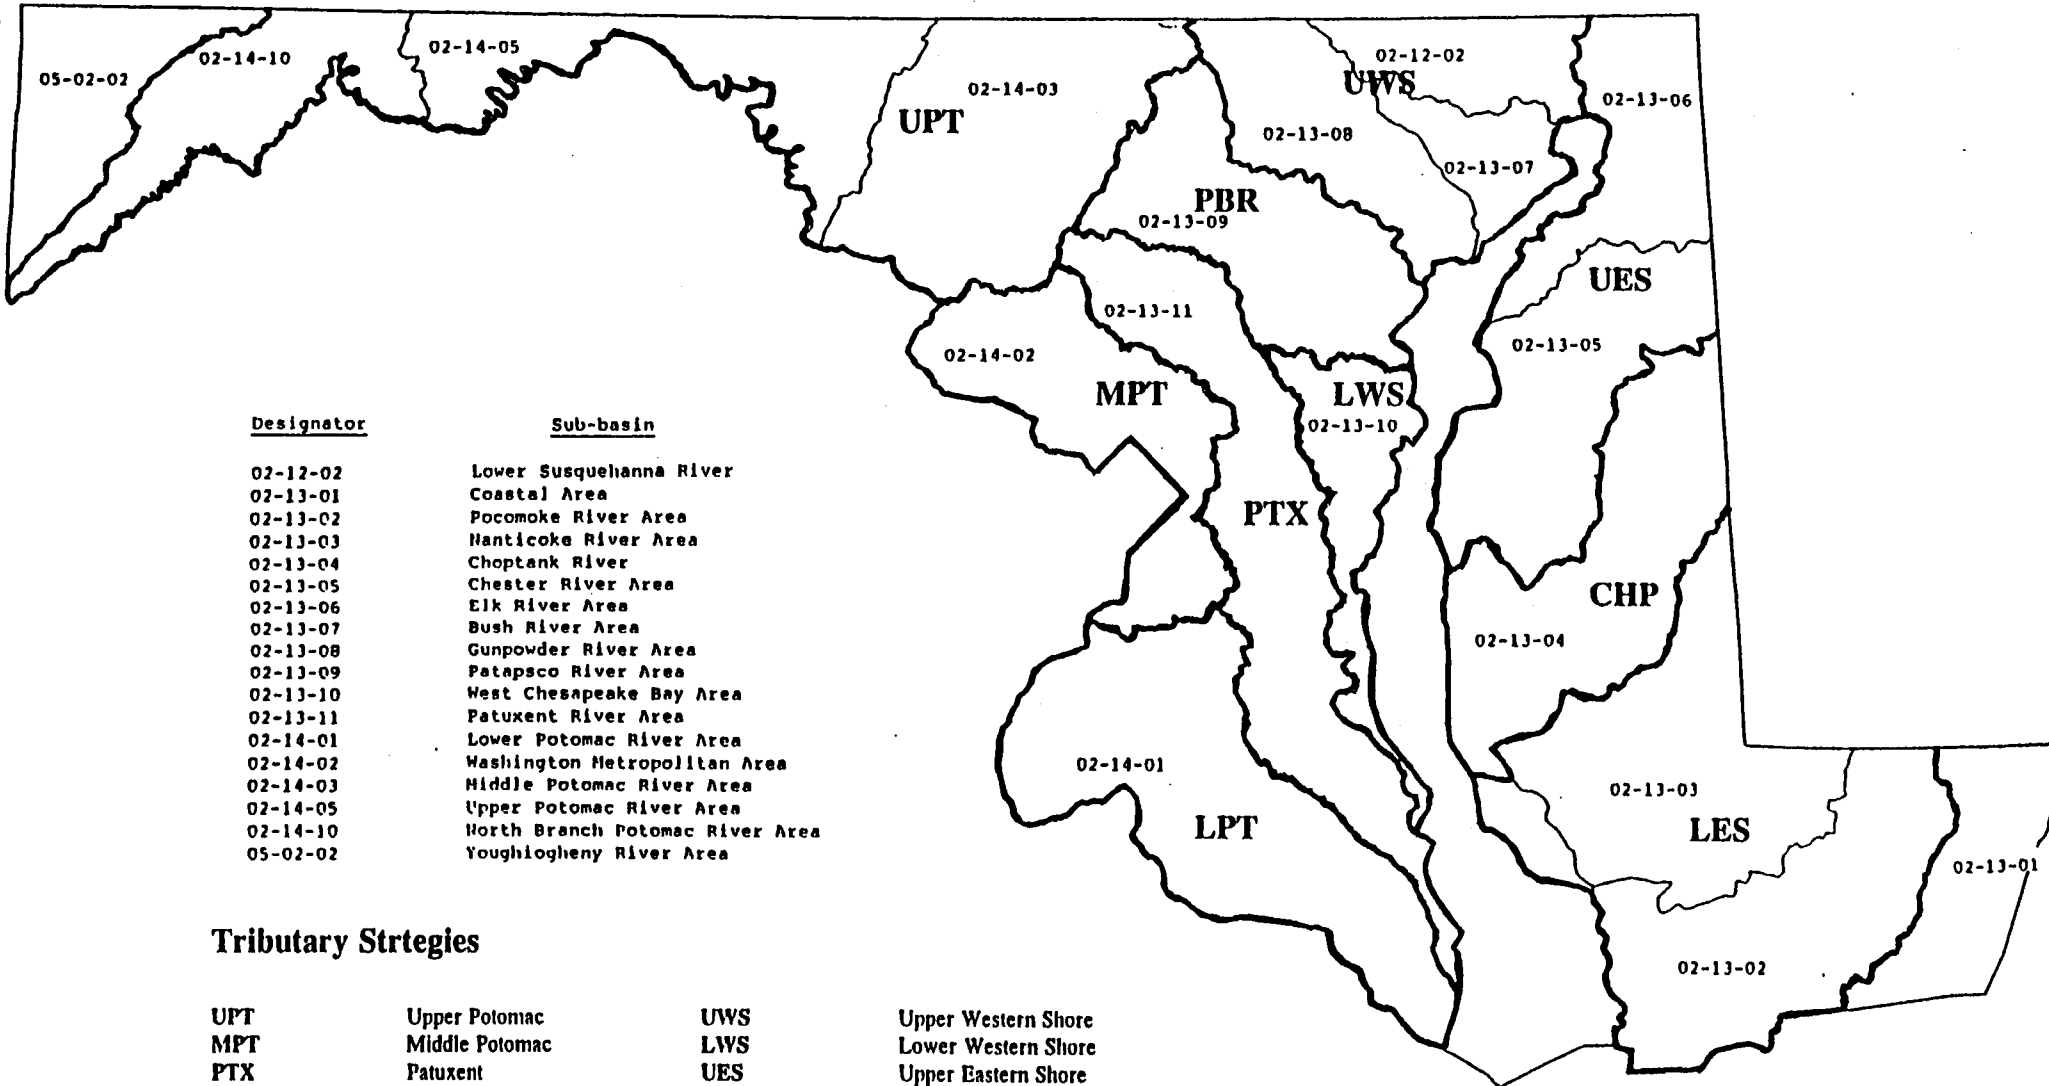 05-02-02
02-14-10
02-14-05
02-14-03
UPT
02-12-02
UWS
02-13-06
02-13-08
02-13-07
PBR
02-13-09
UES
02-13-11
02-14-02
02-13-05
MPT
LWS
02-13-10
PTX
CHP
02-13-04
02-14-01
02-13-03
LPT
LES
02-13-01
02-13-02
Designator Sub-basin
02-12-02 Lower Susquehanna River
02-13-01 Coastal Area
02-13-02 Pocomoke River Area
02-13-03 Nanticoke River Area
02-13-04 Choptank River
02-13-05 Chester River Area
02-13-06 Elk River Area
02-13-07 Bush River Area
02-13-08 Gunpowder River Area
02-13-09 Patapsco River Area
02-13-10 West Chesapeake Bay Area
02-13-11 Patuxent River Area
02-14-01 Lower Potomac River Area
02-14-02 Washington Metropolitan Area
02-14-03 Middle Potomac River Area
02-14-05 Upper Potomac River Area
02-14-10 North Branch Potomac River Area
05-02-02 Youghiogheny River Area
Tributary Strtegies
UPT Upper Potomac UWS Upper Western Shore
MPT Middle Potomac LWS Lower Western Shore
PTX Patuxent UES Upper Eastern Shore